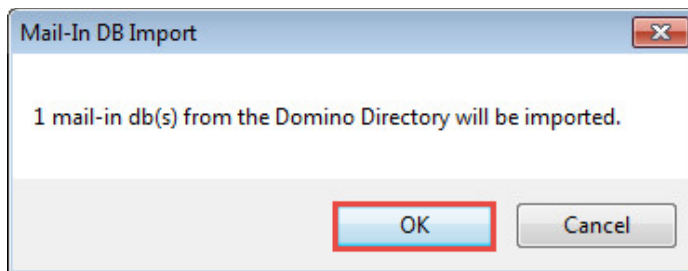 Mail-In DB Import
1 mail-in db(s) from the Domino Directory will be imported.
OK
Cancel